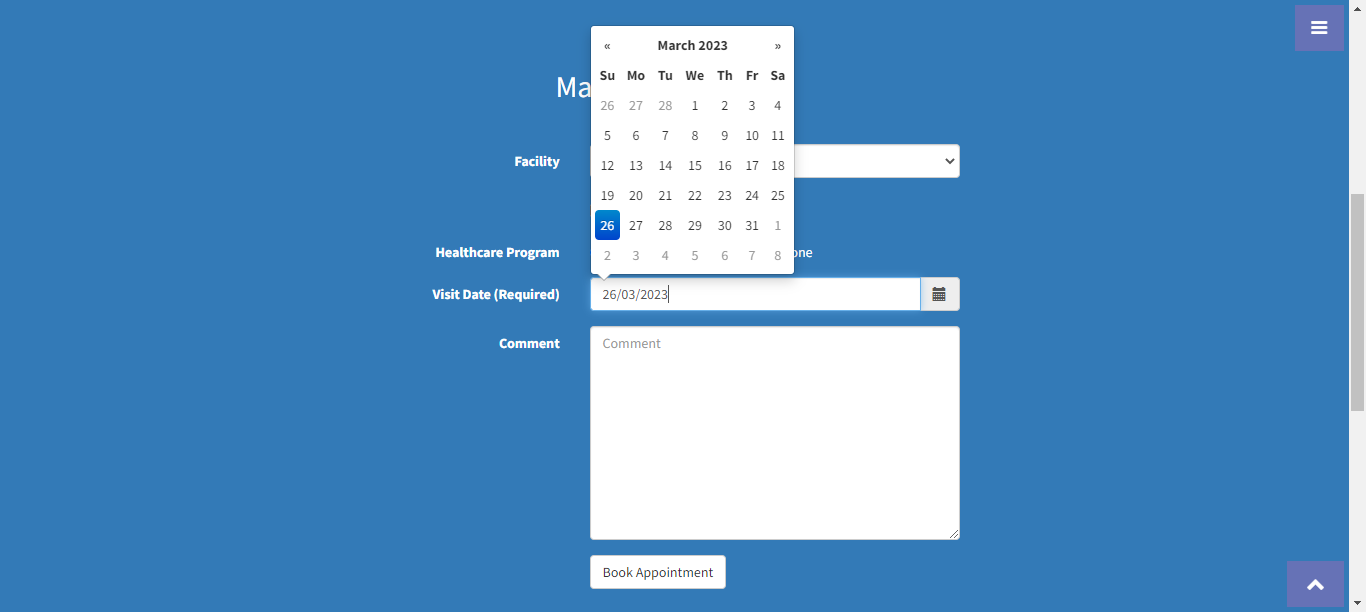 « March 2023 »
Su Mo Tu We Th Fr Sa
26 27 28 1 2 3 4
5 6 7 8 9 10 11
12 13 14 15 16 17 18
19 20 21 22 23 24 25
26 27 28 29 30 31 1
2 3 4 5 6 7 8
Ma
Facility
Healthcare Program
one
Visit Date (Required)
26/03/2023
Comment
Comment
Book Appointment